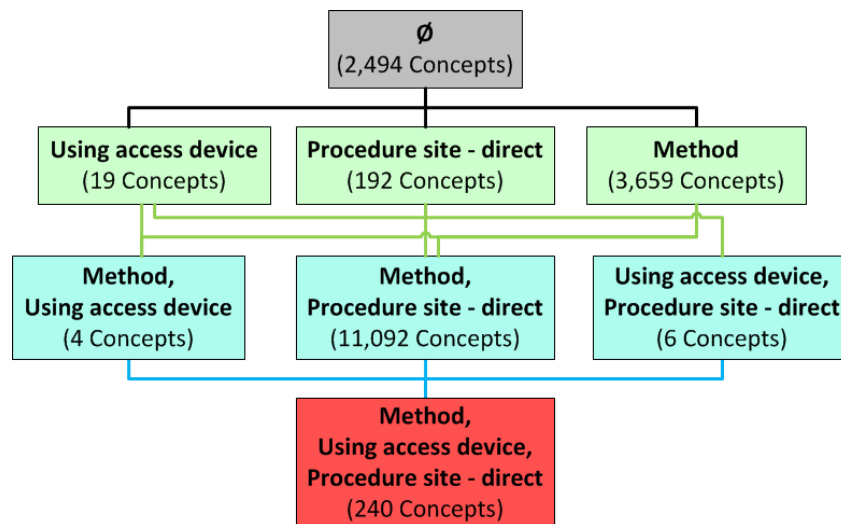 Ø
(2,494 Concepts)
Using access device
(19 Concepts)
Procedure site - direct
(192 Concepts)
Method
(3,659 Concepts)
Method,
Using access device
(4 Concepts)
Method,
Procedure site - direct
(11,092 Concepts)
Using access device,
Procedure site - direct
(6 Concepts)
Method,
Using access device,
Procedure site - direct
(240 Concepts)